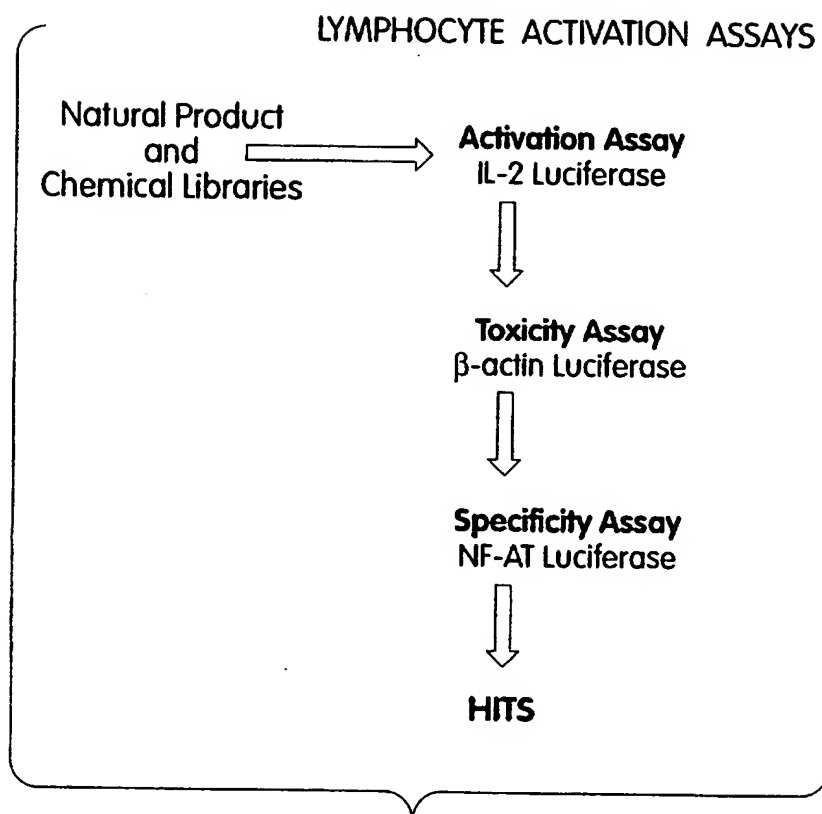 LYMPHOCYTE ACTIVATION ASSAYS
Natural Product
and
Chemical Libraries
Activation Assay
IL-2 Luciferase
Toxicity Assay
β-actin Luciferase
Specificity Assay
NF-AT Luciferase
HITS